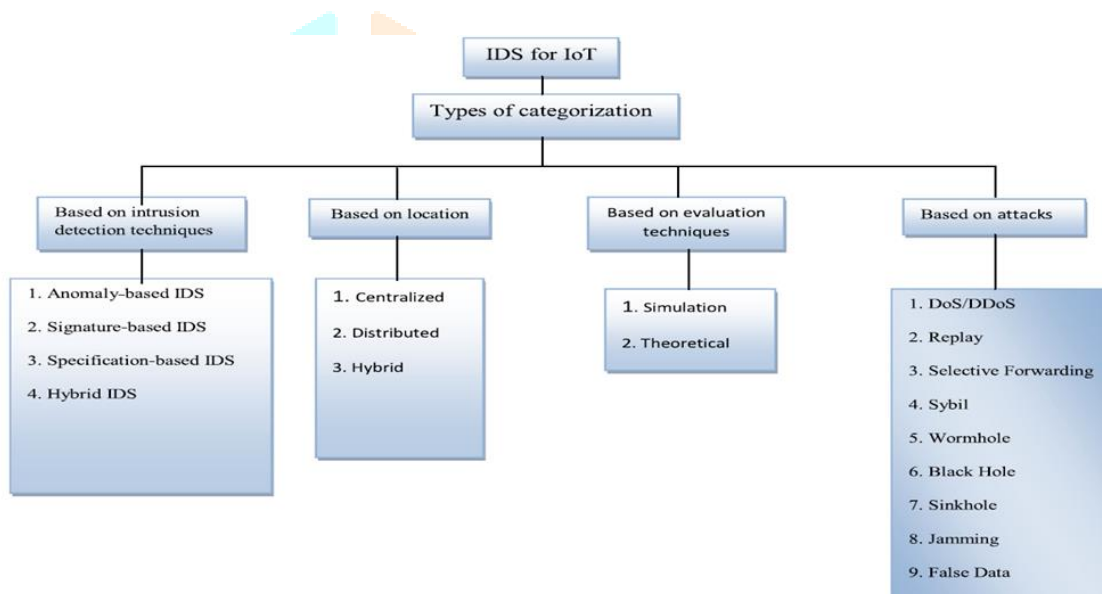 IDS for IoT
Types of categorization
Based on intrusion
detection techniques
1. Anomaly-based IDS
2. Signature-based IDS
3. Specification-based IDS
4. Hybrid IDS
Based on location
1. Centralized
2. Distributed
3. Hybrid
Based on evaluation
techniques
1. Simulation
2. Theoretical
Based on attacks
1. DoS/DDoS
2. Replay
3. Selective Forwarding
4. Sybil
5. Wormhole
6. Black Hole
7. Sinkhole
8. Jamming
9. False Data